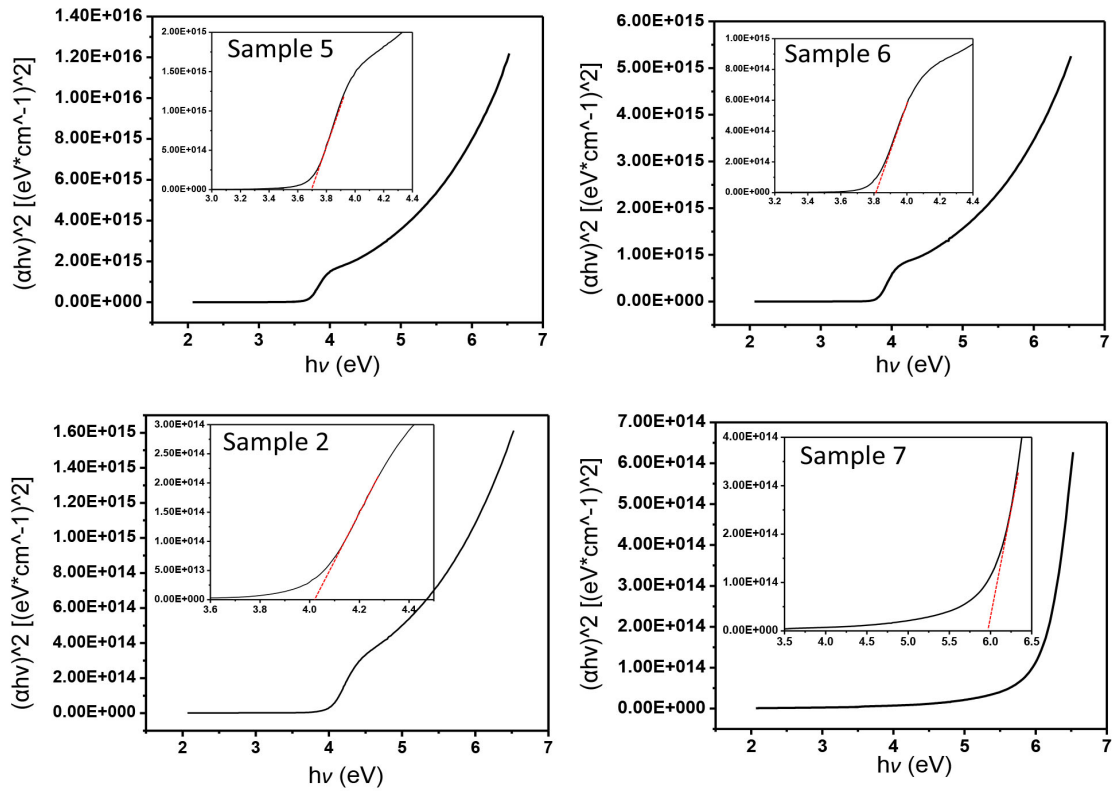 Sample 5
1.40E+016
1.20E+016
1.00E+016
8.00E+015
6.00E+015
4.00E+015
2.00E+015
0.00E+000
(αhv)^2 [(eV*cm^-1)^2]
2.00E+015
1.50E+015
1.00E+015
5.00E+014
0.00E+000
3.0 3.2 3.4 3.6 3.8 4.0 4.2 4.4
2 3 4 5 6 7
hν (eV)
Sample 6
6.00E+015
5.00E+015
4.00E+015
3.00E+015
2.00E+015
1.00E+015
0.00E+000
(αhv)^2 [(eV*cm^-1)^2]
1.00E+015
8.00E+014
6.00E+014
4.00E+014
2.00E+014
0.00E+000
3.4 3.6 3.8 4.0 4.2 4.4
2 3 4 5 6 7
hν (eV)
Sample 2
1.60E+015
1.40E+015
1.20E+015
1.00E+015
8.00E+014
6.00E+014
4.00E+014
2.00E+014
0.00E+000
(αhv)^2 [(eV*cm^-1)^2]
3.00E+014
2.50E+014
2.00E+014
1.50E+014
1.00E+014
5.00E+013
0.00E+000
3.6 3.8 4.0 4.2 4.4
2 3 4 5 6 7
hν (eV)
Sample 7
7.00E+014
6.00E+014
5.00E+014
4.00E+014
3.00E+014
2.00E+014
1.00E+014
0.00E+000
(αhv)^2 [(eV*cm^-1)^2]
4.00E+014
3.00E+014
2.00E+014
1.00E+014
0.00E+000
3.5 4.0 4.5 5.0 5.5 6.0 6.5
2 3 4 5 6 7
hν (eV)